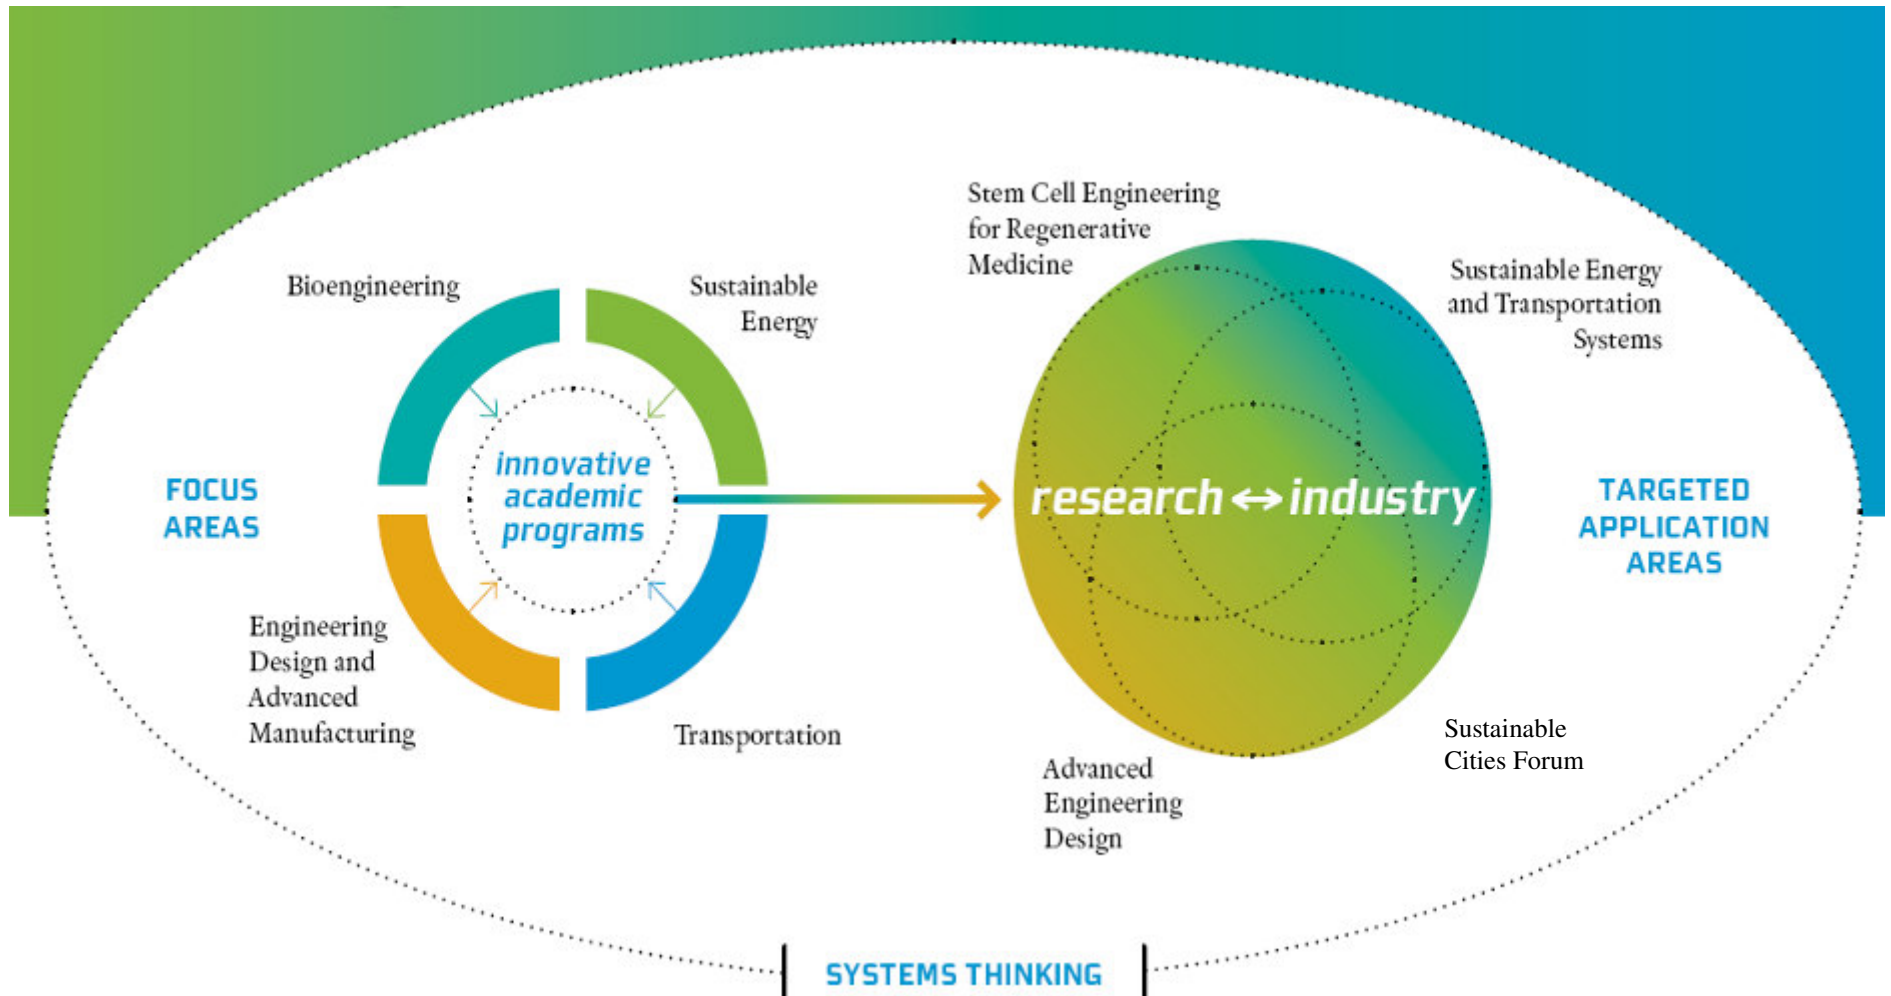 Stem Cell Engineering
for Regenerative
Medicine
Sustainable Energy
and Transportation
Systems
Bioengineering
Sustainable
Energy
FOCUS
AREAS
innovative
academic
programs
research ↔ industry
TARGETED
APPLICATION
AREAS
Engineering
Design and
Advanced
Manufacturing
Transportation
Advanced
Engineering
Design
Sustainable
Cities Forum
SYSTEMS THINKING